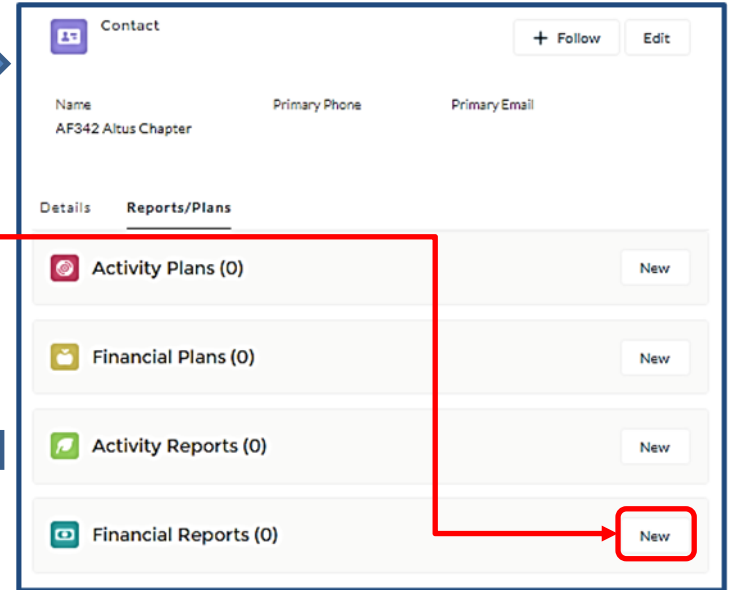 Contact
+ Follow Edit
Name Primary Phone Primary Email
AF342 Altus Chapter
Details Reports/Plans
Activity Plans (0) New
Financial Plans (0) New
Activity Reports (0) New
Financial Reports (0) New